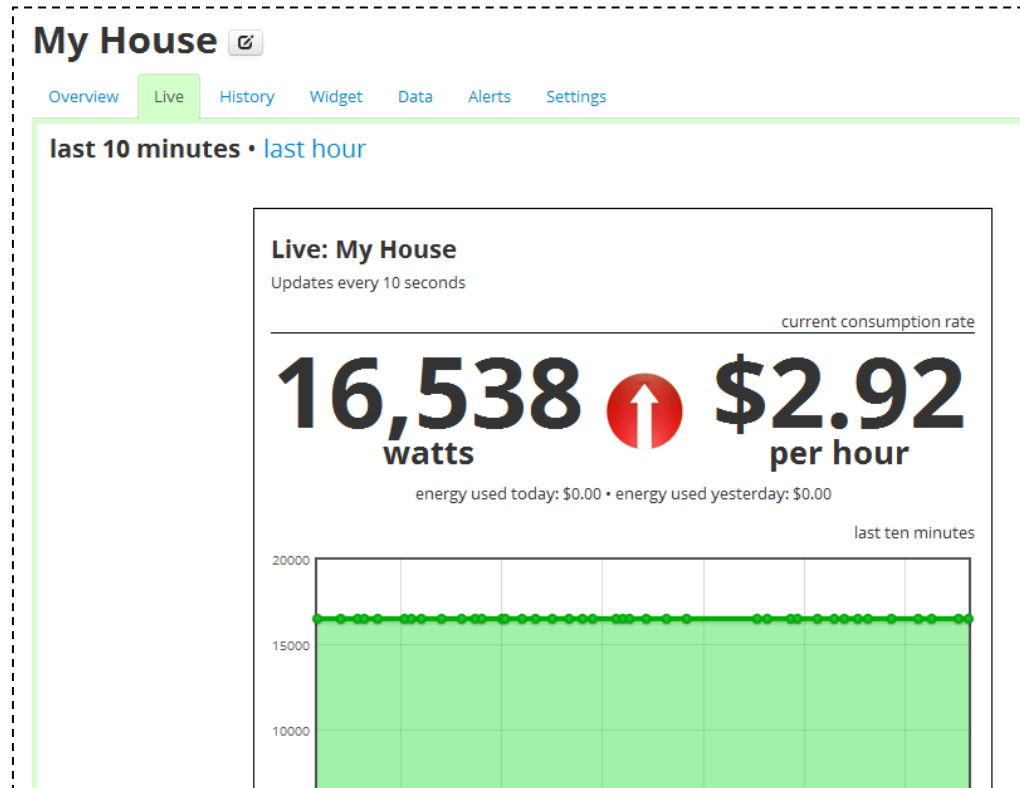 My House
Overview Live History Widget Data Alerts Settings
last 10 minutes • last hour
Live: My House
Updates every 10 seconds
current consumption rate
16,538 $2.92
watts per hour
energy used today: $0.00 • energy used yesterday: $0.00
last ten minutes
20000
15000
10000